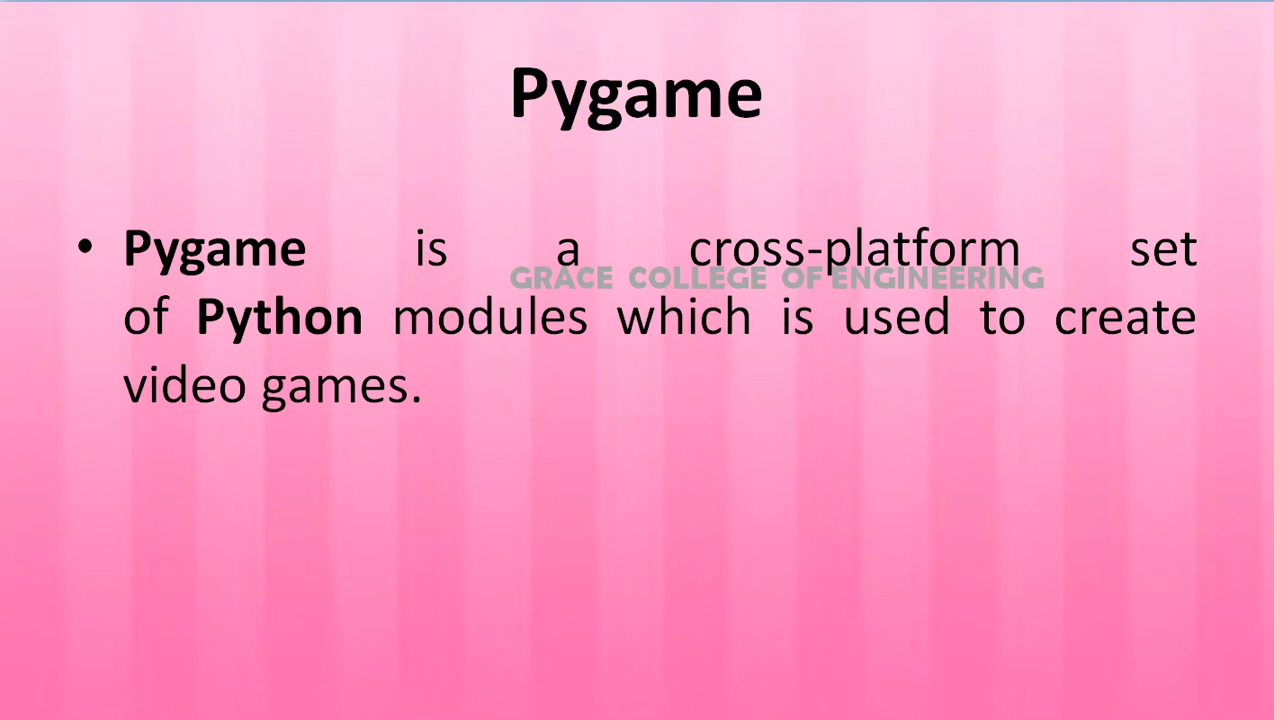 Pygame
• Pygame is a cross-platform set
GRACE COLLEGE OF ENGINEERING
of Python modules which is used to create
video games.